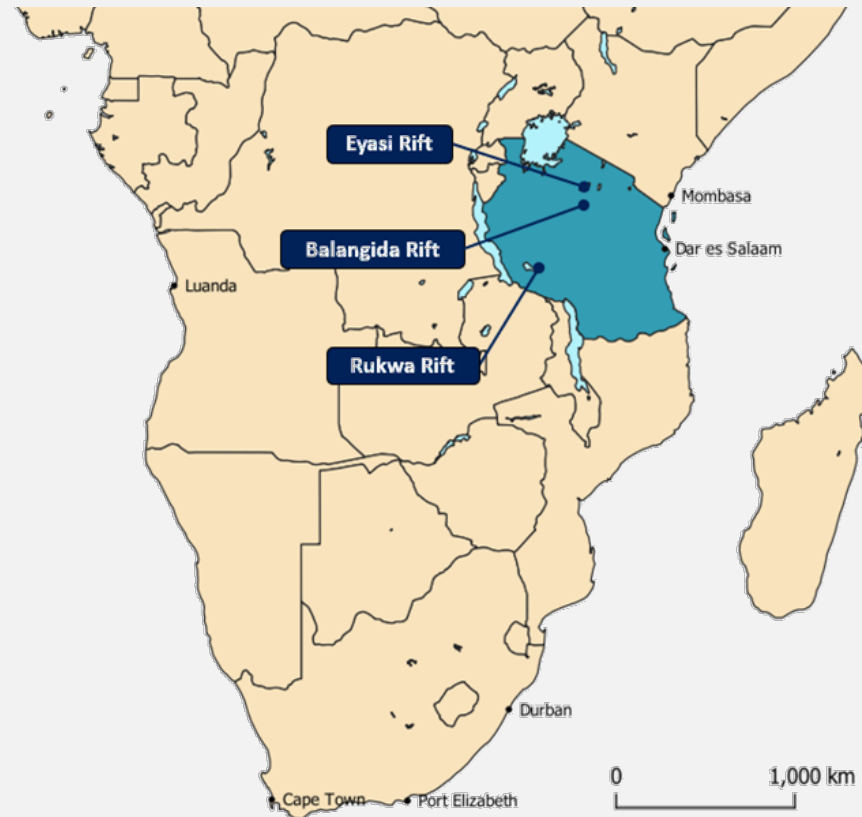 Eyasi Rift
Mombasa
Balangida Rift
Dar es Salaam
Luanda
Rukwa Rift
Durban
0 1,000 km
Cape Town
Port Elizabeth